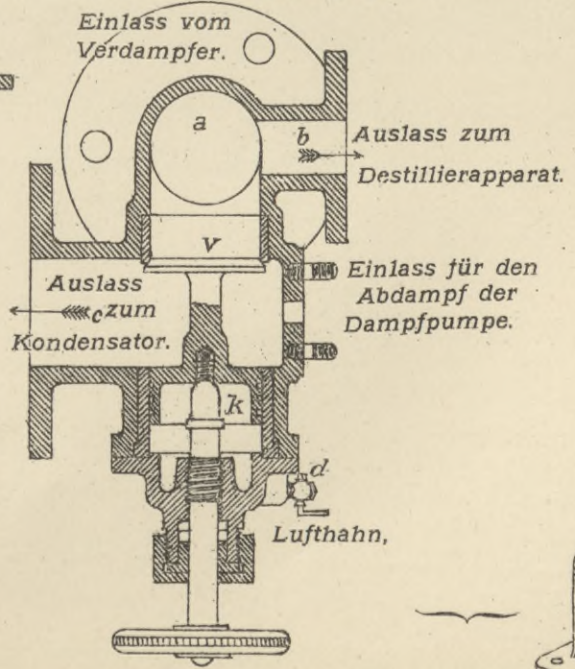 Einlass vom
Verdampfer.
a
b
Auslass zum
Destillierapparat.
v
Auslass
c zum
Kondensator.
Einlass für den
Abdampf der
Dampfpumpe.
k
d
Lufthahn,
a